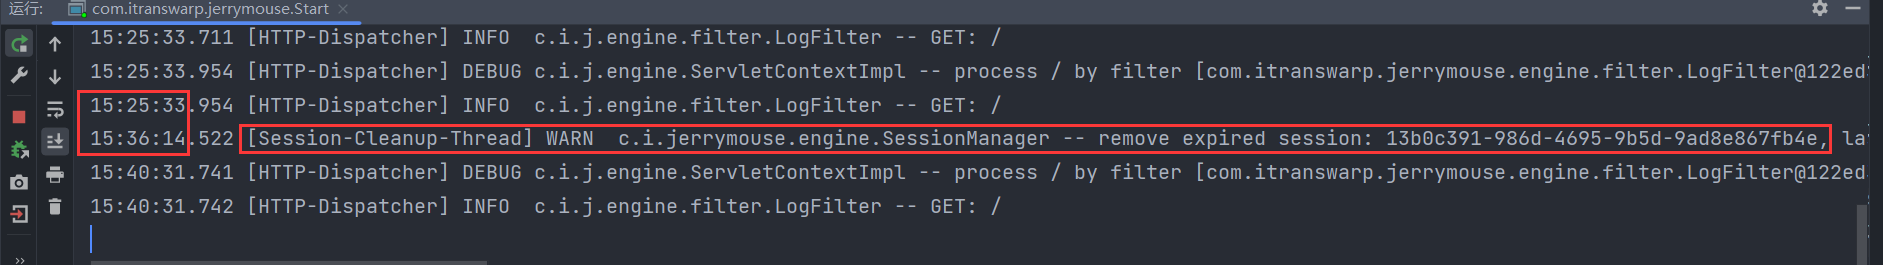 运行: com.itranswarp.jerrymouse.Start
15:25:33.711 [HTTP-Dispatcher] INFO  c.i.j.engine.filter.LogFilter -- GET: /
15:25:33.954 [HTTP-Dispatcher] DEBUG c.i.j.engine.ServletContextImpl -- process / by filter [com.itranswarp.jerrymouse.engine.filter.LogFilter@122ed
15:25:33.954 [HTTP-Dispatcher] INFO  c.i.j.engine.filter.LogFilter -- GET: /
15:36:14.522 [Session-Cleanup-Thread] WARN  c.i.jerrymouse.engine.SessionManager -- remove expired session: 13b0c391-986d-4695-9b5d-9ad8e867fb4e, la
15:40:31.741 [HTTP-Dispatcher] DEBUG c.i.j.engine.ServletContextImpl -- process / by filter [com.itranswarp.jerrymouse.engine.filter.LogFilter@122ed
15:40:31.742 [HTTP-Dispatcher] INFO  c.i.j.engine.filter.LogFilter -- GET: /